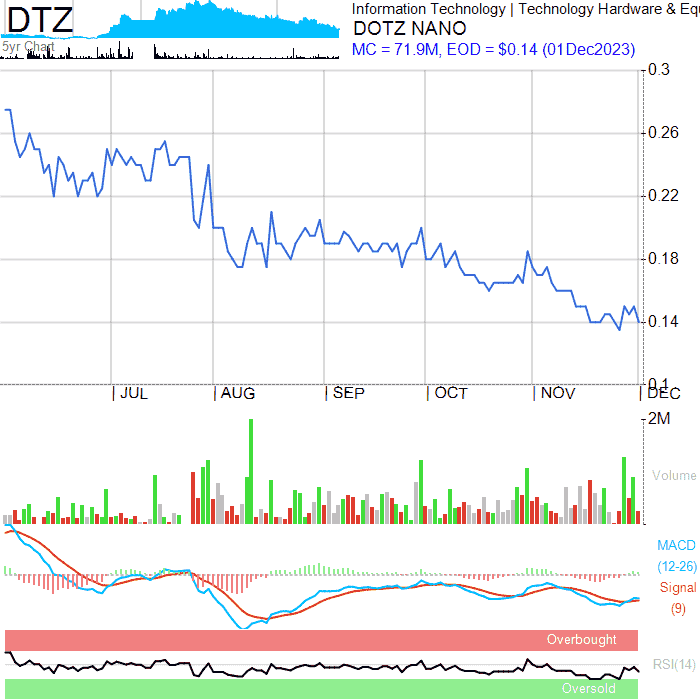 DTZ
Information Technology | Technology Hardware & Equ
DOTZ NANO
5yr Chart
MC = 71.9M, EOD = $0.14 (01Dec2023)
0.3
0.26
0.22
0.18
0.14
0.1
| JUL | AUG | SEP | OCT | NOV | DEC
2M
Volume
MACD
(12-26)
Signal
(9)
Overbought
RSI(14)
Oversold